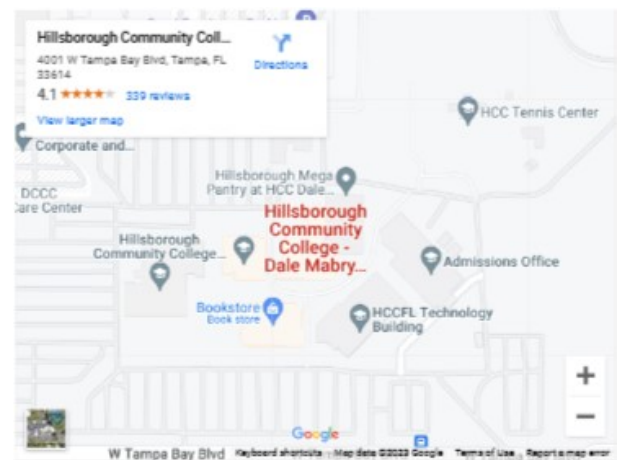 Hillsborough Community Coll...
4001 W Tampa Bay Blvd, Tampa, FL
33614
Directions
4.1 339 reviews
View larger map
HCC Tennis Center
Corporate and...
DCCC
Care Center
Hillsborough Mega
Pantry at HCC Dale...
Hillsborough
Community
College -
Dale Mabry...
Hillsborough
Community College...
Admissions Office
Bookstore
Book store
HCCFL Technology
Building
+
−
Google
W Tampa Bay Blvd
Keyboard shortcuts Map data ©2023 Google Terms of Use Report a map error